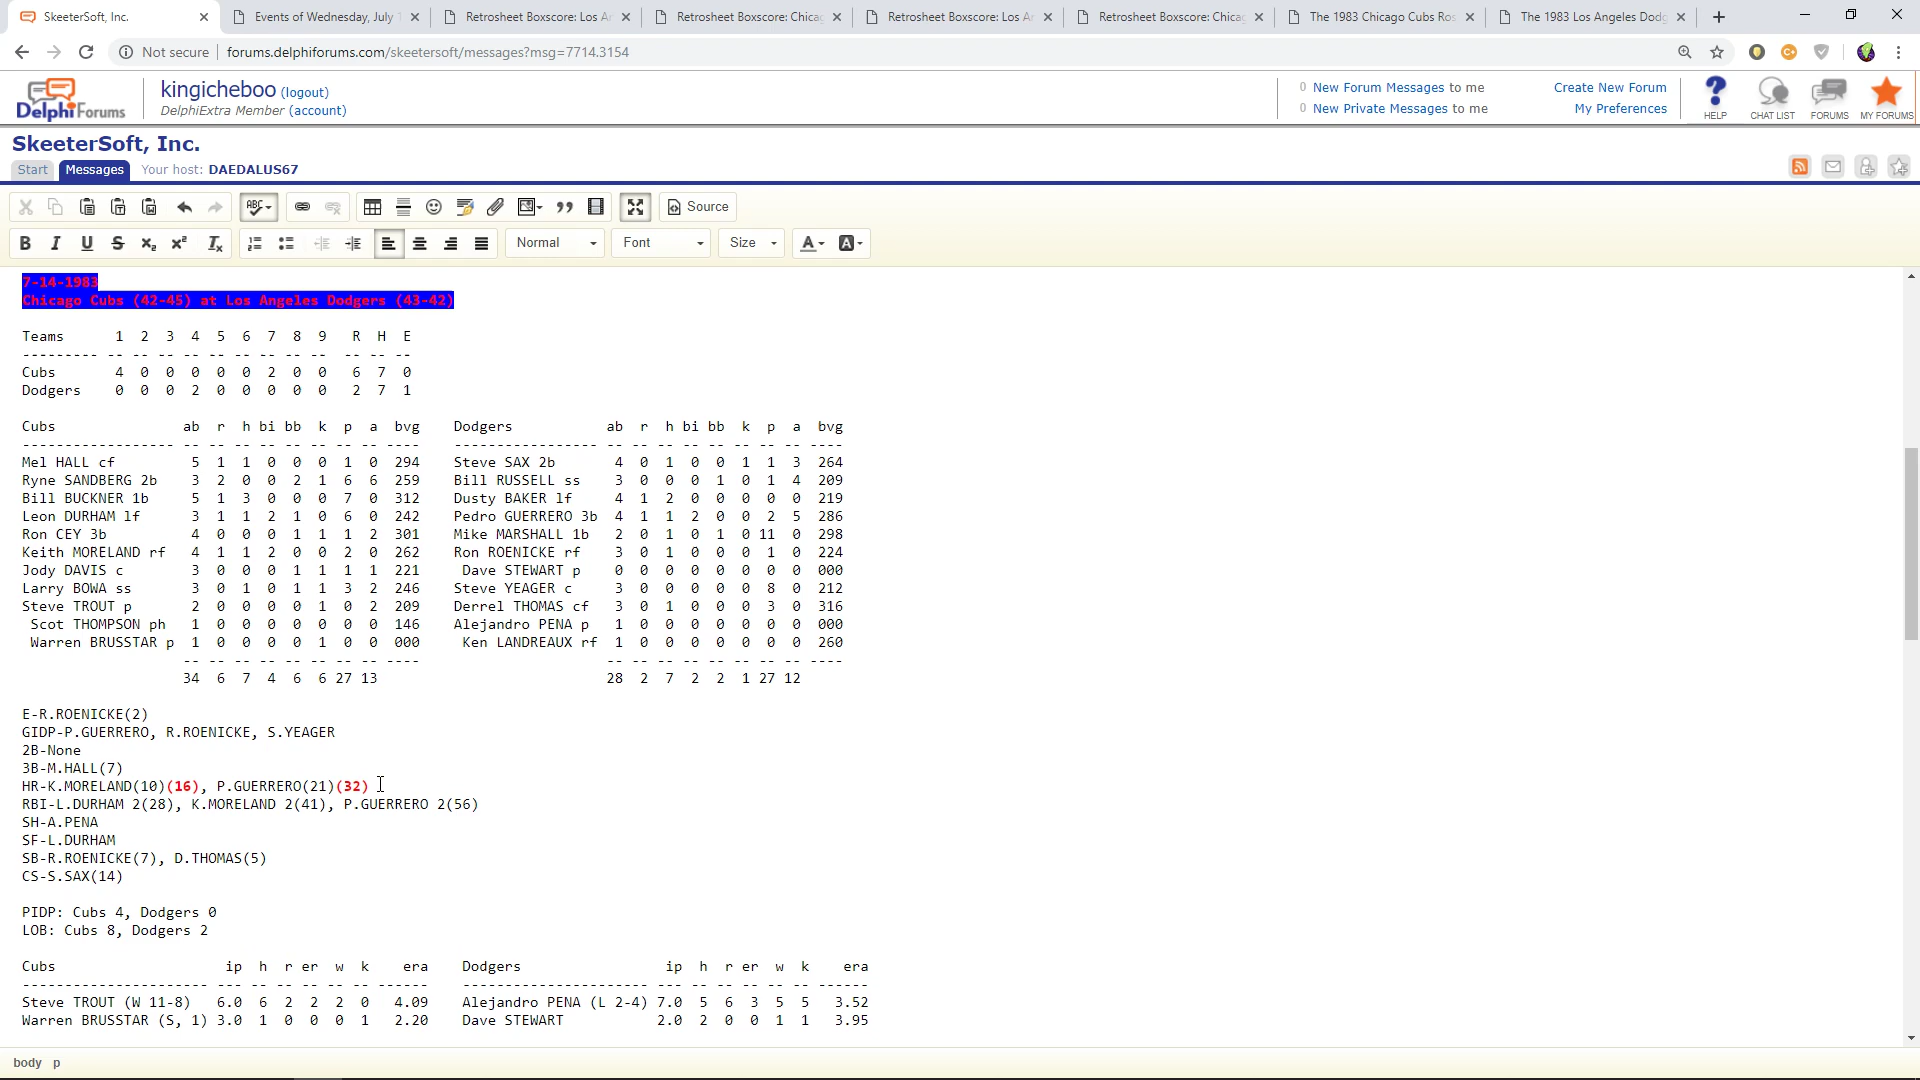 SkeeterSoft, Inc.
Events of Wednesday, July 1
Retrosheet Boxscore: Los An
Retrosheet Boxscore: Chicag
Retrosheet Boxscore: Los An
Retrosheet Boxscore: Chicag
The 1983 Chicago Cubs Ros
The 1983 Los Angeles Dodg
Not secure
forums.delphiforums.com/skeetersoft/messages?msg=7714.3154
DelphiForums
kingicheboo (logout)
DelphiExtra Member (account)
0 New Forum Messages to me
0 New Private Messages to me
Create New Forum
My Preferences
HELP
CHAT LIST
FORUMS
MY FORUMS
SkeeterSoft, Inc.
Start Messages Your host: DAEDALUS67
ABC
Source
B I U S x₂ x² Tx
Normal Font Size A A
7-14-1983
Chicago Cubs (42-45) at Los Angeles Dodgers (43-42)
Teams 1 2 3 4 5 6 7 8 9 R H E
--------- -- -- -- -- -- -- -- -- -- -- -- --
Cubs 4 0 0 0 0 0 2 0 0 6 7 0
Dodgers 0 0 0 2 0 0 0 0 0 2 7 1
Cubs ab r h bi bb k p a bvg Dodgers ab r h bi bb k p a bvg
------------------ -- -- -- -- -- -- -- -- ---- ----------------- -- -- -- -- -- -- -- -- ----
Mel HALL cf 5 1 1 0 0 0 1 0 294 Steve SAX 2b 4 0 1 0 0 1 1 3 264
Ryne SANDBERG 2b 3 2 0 0 2 1 6 6 259 Bill RUSSELL ss 3 0 0 0 1 0 1 4 209
Bill BUCKNER 1b 5 1 3 0 0 0 7 0 312 Dusty BAKER lf 4 1 2 0 0 0 0 0 219
Leon DURHAM lf 3 1 1 2 1 0 6 0 242 Pedro GUERRERO 3b 4 1 1 2 0 0 2 5 286
Ron CEY 3b 4 0 0 0 1 1 1 2 301 Mike MARSHALL 1b 2 0 1 0 1 0 11 0 298
Keith MORELAND rf 4 1 1 2 0 0 2 0 262 Ron ROENICKE rf 3 0 1 0 0 0 1 0 224
Jody DAVIS c 3 0 0 0 1 1 1 1 221 Dave STEWART p 0 0 0 0 0 0 0 0 000
Larry BOWA ss 3 0 1 0 1 1 3 2 246 Steve YEAGER c 3 0 0 0 0 0 8 0 212
Steve TROUT p 2 0 0 0 0 1 0 2 209 Derrel THOMAS cf 3 0 1 0 0 0 3 0 316
Scot THOMPSON ph 1 0 0 0 0 0 0 0 146 Alejandro PENA p 1 0 0 0 0 0 0 0 000
Warren BRUSSTAR p 1 0 0 0 0 1 0 0 000 Ken LANDREAUX rf 1 0 0 0 0 0 0 0 260
-- -- -- -- -- -- -- -- ---- -- -- -- -- -- -- -- -- ----
34 6 7 4 6 6 27 13 28 2 7 2 2 1 27 12
E-R.ROENICKE(2)
GIDP-P.GUERRERO, R.ROENICKE, S.YEAGER
2B-None
3B-M.HALL(7)
HR-K.MORELAND(10)(16), P.GUERRERO(21)(32)
RBI-L.DURHAM 2(28), K.MORELAND 2(41), P.GUERRERO 2(56)
SH-A.PENA
SF-L.DURHAM
SB-R.ROENICKE(7), D.THOMAS(5)
CS-S.SAX(14)
PIDP: Cubs 4, Dodgers 0
LOB: Cubs 8, Dodgers 2
Cubs ip h r er w k era Dodgers ip h r er w k era
---------------------- --- -- -- -- -- -- ------ ---------------------- --- -- -- -- -- -- ------
Steve TROUT (W 11-8) 6.0 6 2 2 2 0 4.09 Alejandro PENA (L 2-4) 7.0 5 6 3 5 5 3.52
Warren BRUSSTAR (S, 1) 3.0 1 0 0 0 1 2.20 Dave STEWART 2.0 2 0 0 1 1 3.95
body p